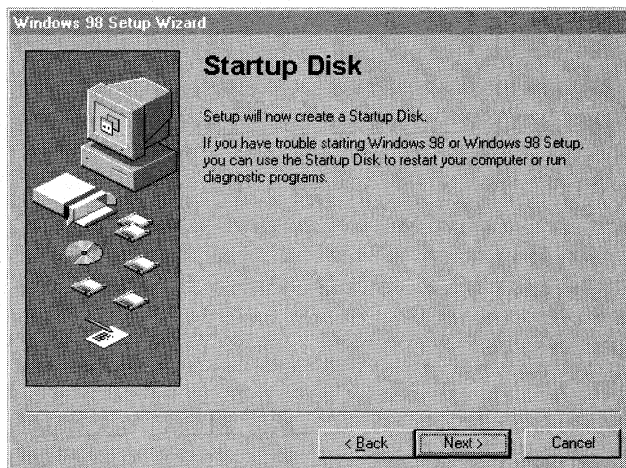 Windows 98 Setup Wizard
Startup Disk
Setup will now create a Startup Disk.
If you have trouble starting Windows 98 or Windows 98 Setup,
you can use the Startup Disk to restart your computer or run
diagnostic programs.
< Back
Next >
Cancel